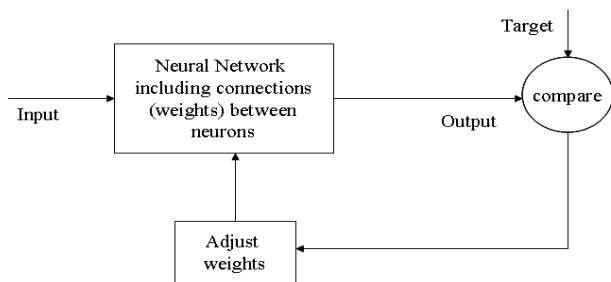 Target
Neural Network
including connections
(weights) between
neurons
compare
Input
Output
Adjust
weights